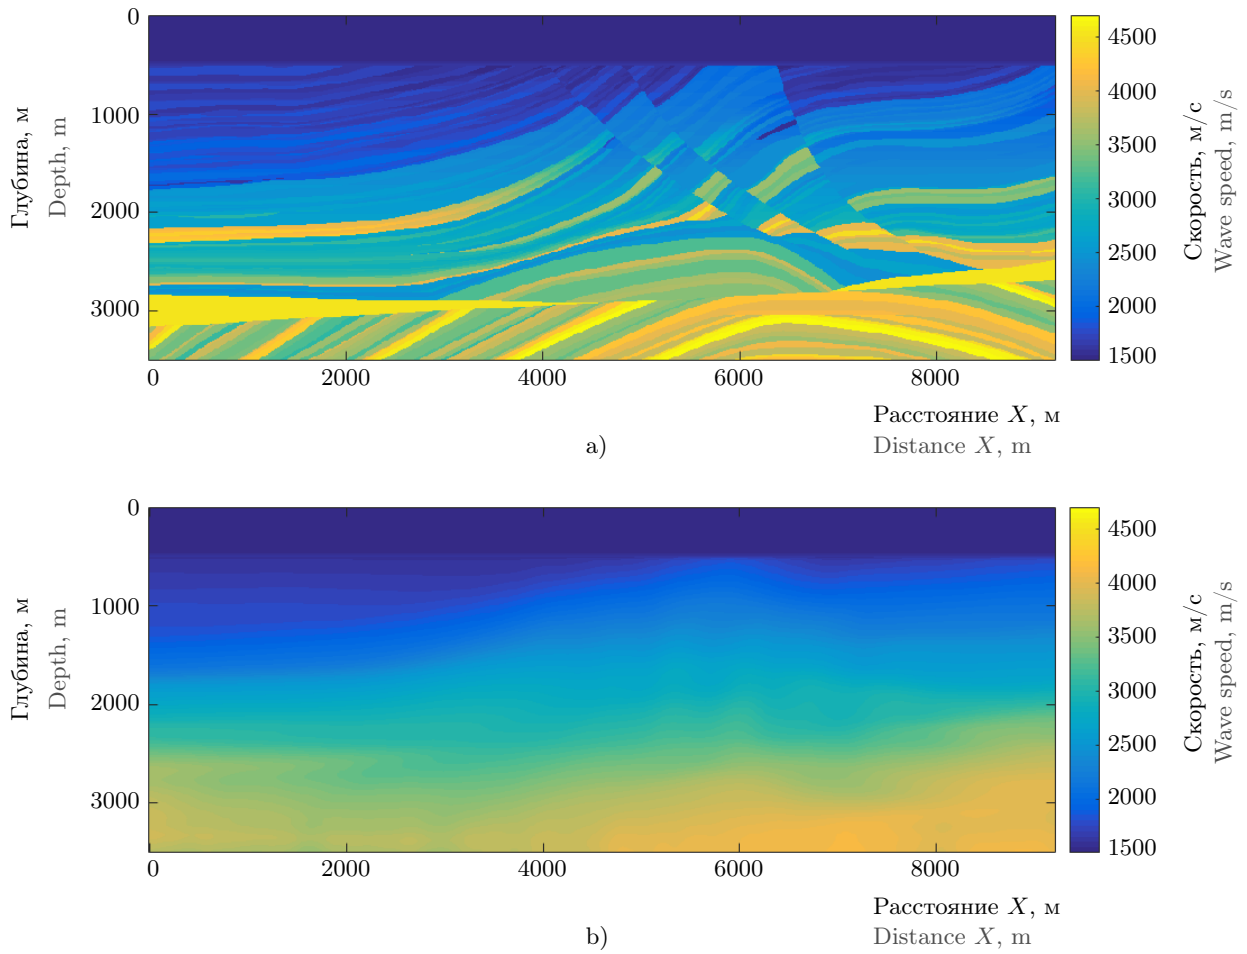 0
1000
2000
3000
Глубина, м
Depth, m
0
2000
4000
6000
8000
Расстояние X, м
Distance X, m
4500
4000
3500
3000
2500
2000
1500
Скорость, м/с
Wave speed, m/s
a)
0
1000
2000
3000
Глубина, м
Depth, m
0
2000
4000
6000
8000
Расстояние X, м
Distance X, m
4500
4000
3500
3000
2500
2000
1500
Скорость, м/с
Wave speed, m/s
b)